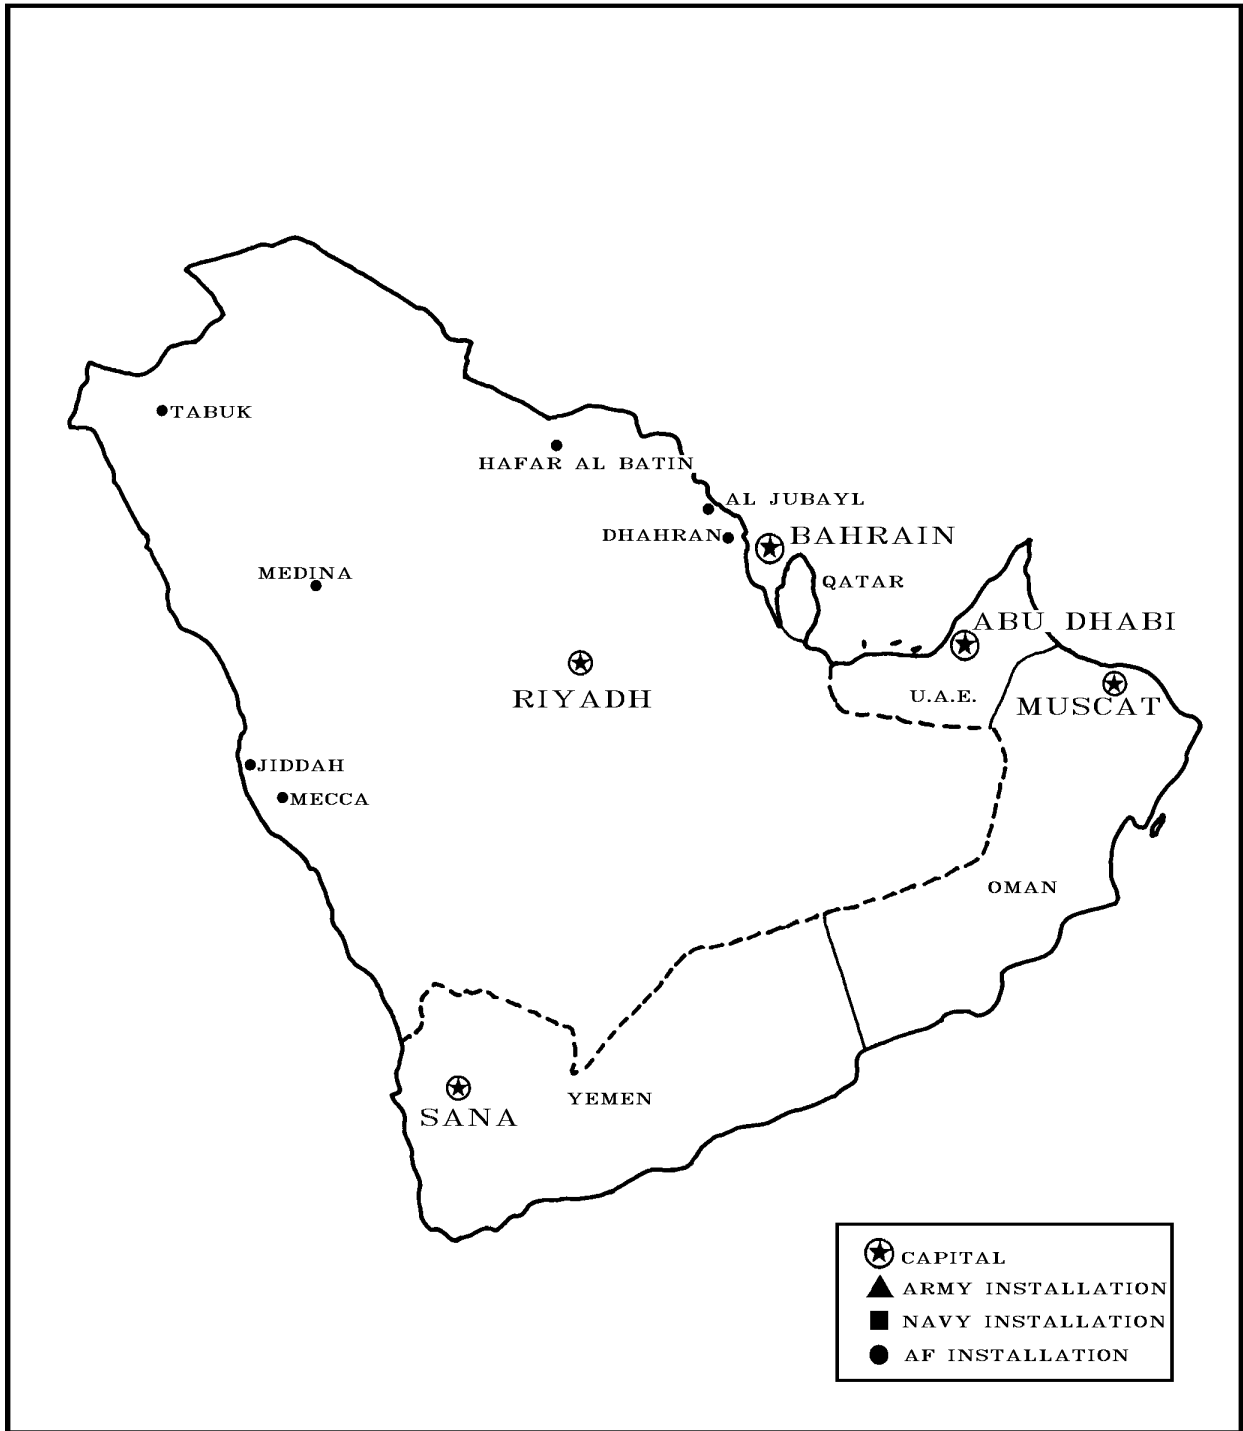 TABUK
HAFAR AL BATIN
AL JUBAYL
DHAHRAN
BAHRAIN
MEDINA
QATAR
ABU DHABI
RIYADH
U.A.E.
MUSCAT
JIDDAH
MECCA
OMAN
YEMEN
SANA
CAPITAL
ARMY INSTALLATION
NAVY INSTALLATION
AF INSTALLATION